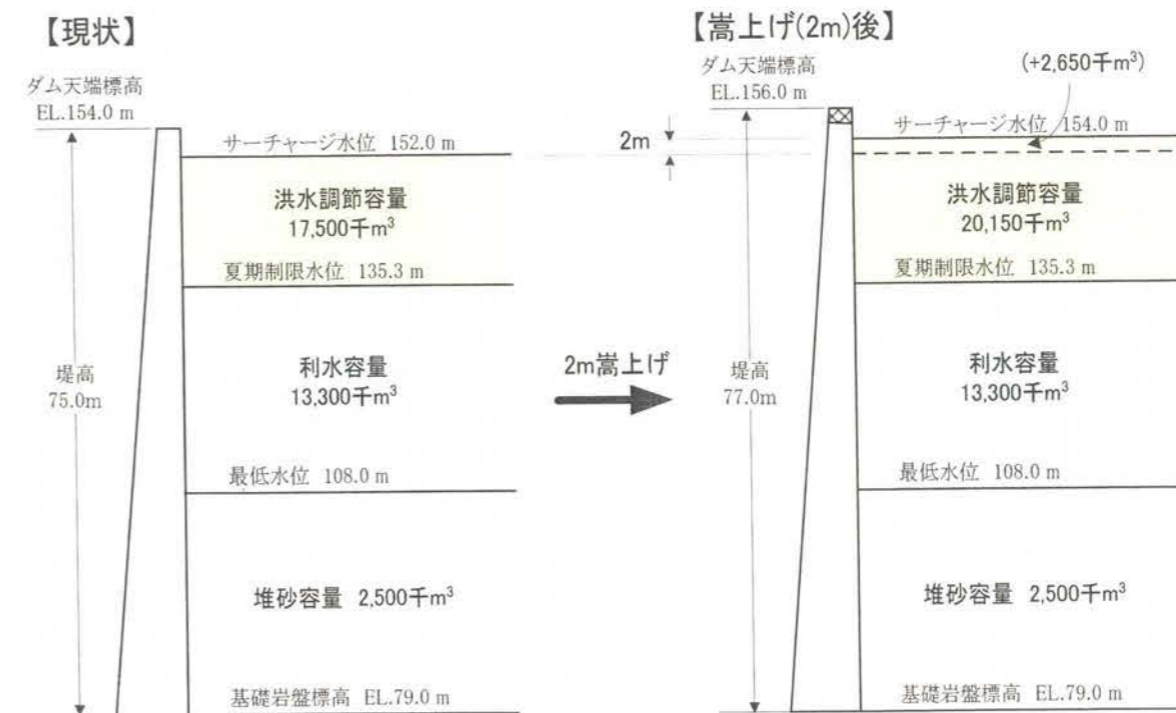 【現状】
ダム天端標高
EL.154.0 m
サーチャージ水位 152.0 m
洪水調節容量
17,500千m³
夏期制限水位 135.3 m
利水容量
13,300千m³
堤高
75.0m
最低水位 108.0 m
堆砂容量 2,500千m³
基礎岩盤標高 EL.79.0 m
2m嵩上げ
【嵩上げ(2m)後】
ダム天端標高
EL.156.0 m
(+2,650千m³)
2m
サーチャージ水位 154.0 m
洪水調節容量
20,150千m³
夏期制限水位 135.3 m
利水容量
13,300千m³
堤高
77.0m
最低水位 108.0 m
堆砂容量 2,500千m³
基礎岩盤標高 EL.79.0 m